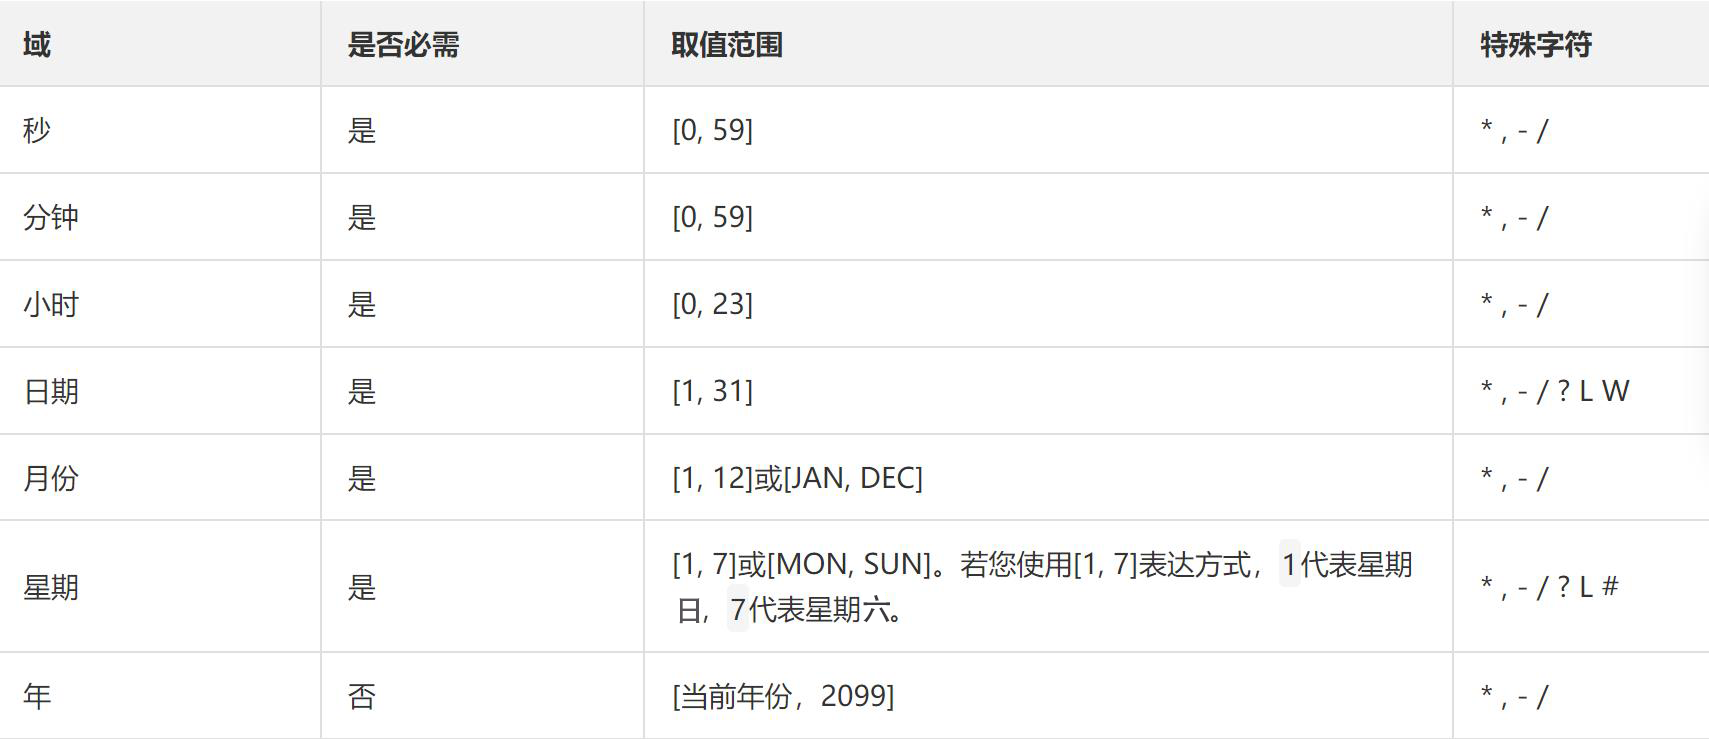 域 是否必需 取值范围 特殊字符
秒 是 [0, 59] * , - /
分钟 是 [0, 59] * , - /
小时 是 [0, 23] * , - /
日期 是 [1, 31] * , - / ? L W
月份 是 [1, 12]或[JAN, DEC] * , - /
星期 是 [1, 7]或[MON, SUN]。若您使用[1, 7]表达方式，1代表星期 * , - / ? L #
日，7代表星期六。
年 否 [当前年份，2099] * , - /